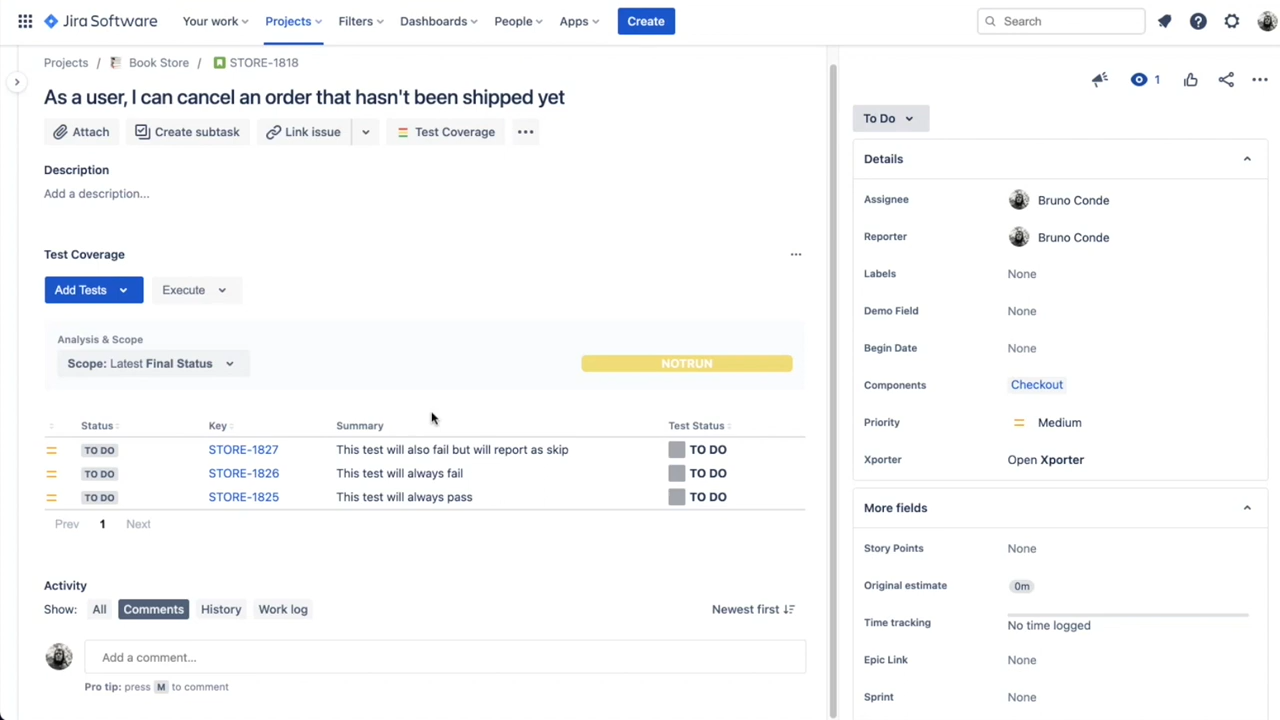 Jira Software Your work Projects Filters Dashboards People Apps Create Search
Projects / Book Store / STORE-1818
As a user, I can cancel an order that hasn't been shipped yet
Attach Create subtask Link issue Test Coverage
Description
Add a description...
Test Coverage
Add Tests Execute
Analysis & Scope
Scope: Latest Final Status NOTRUN
Status Key Summary Test Status
TO DO STORE-1827 This test will also fail but will report as skip TO DO
TO DO STORE-1826 This test will always fail TO DO
TO DO STORE-1825 This test will always pass TO DO
Prev 1 Next
Activity
Show: All Comments History Work log Newest first
Add a comment...
Pro tip: press M to comment
1
To Do
Details
Assignee Bruno Conde
Reporter Bruno Conde
Labels None
Demo Field None
Begin Date None
Components Checkout
Priority Medium
Xporter Open Xporter
More fields
Story Points None
Original estimate 0m
Time tracking No time logged
Epic Link None
Sprint None